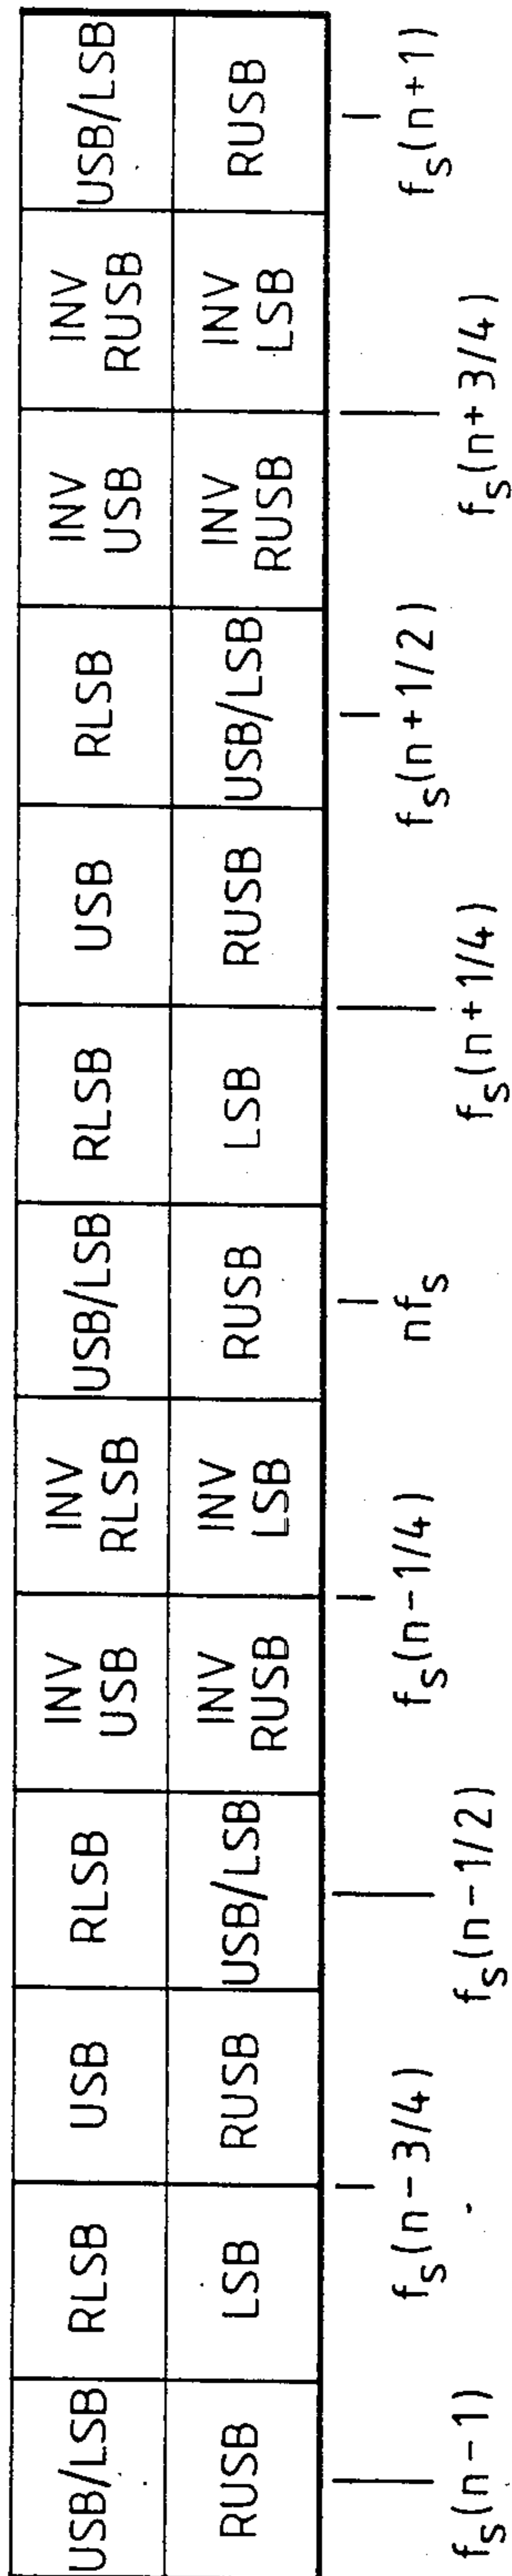 USB/LSB
RLSB
USB
RLSB
INV
USB
INV
RLSB
USB/LSB
RLSB
USB
RLSB
INV
USB
INV
RUSB
USB/LSB
RUSB
LSB
RUSB
USB/LSB
INV
RUSB
INV
LSB
RUSB
LSB
RUSB
USB/LSB
INV
RUSB
INV
LSB
RUSB
fS(n-1)
fS(n-3/4)
fS(n-1/2)
fS(n-1/4)
nfS
fS(n+1/4)
fS(n+1/2)
fS(n+3/4)
fS(n+1)